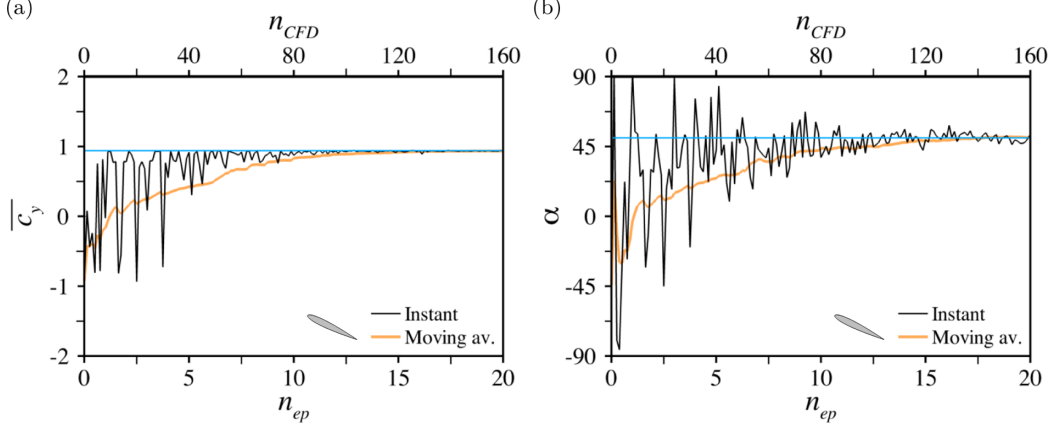 (a)
n_CFD
0 40 80 120 160
2
1
0
-1
-2
c_y
Instant
Moving av.
0 5 10 15 20
n_ep
(b)
n_CFD
0 40 80 120 160
90
45
0
-45
-90
α
Instant
Moving av.
0 5 10 15 20
n_ep